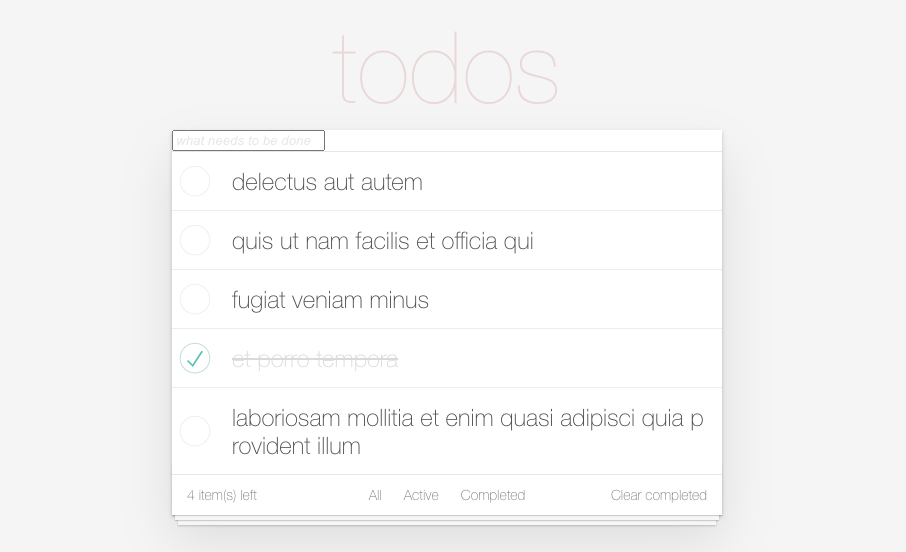 todos
what needs to be done
delectus aut autem
quis ut nam facilis et officia qui
fugiat veniam minus
et porro tempora
laboriosam mollitia et enim quasi adipisci quia p
rovident illum
4 item(s) left All Active Completed Clear completed